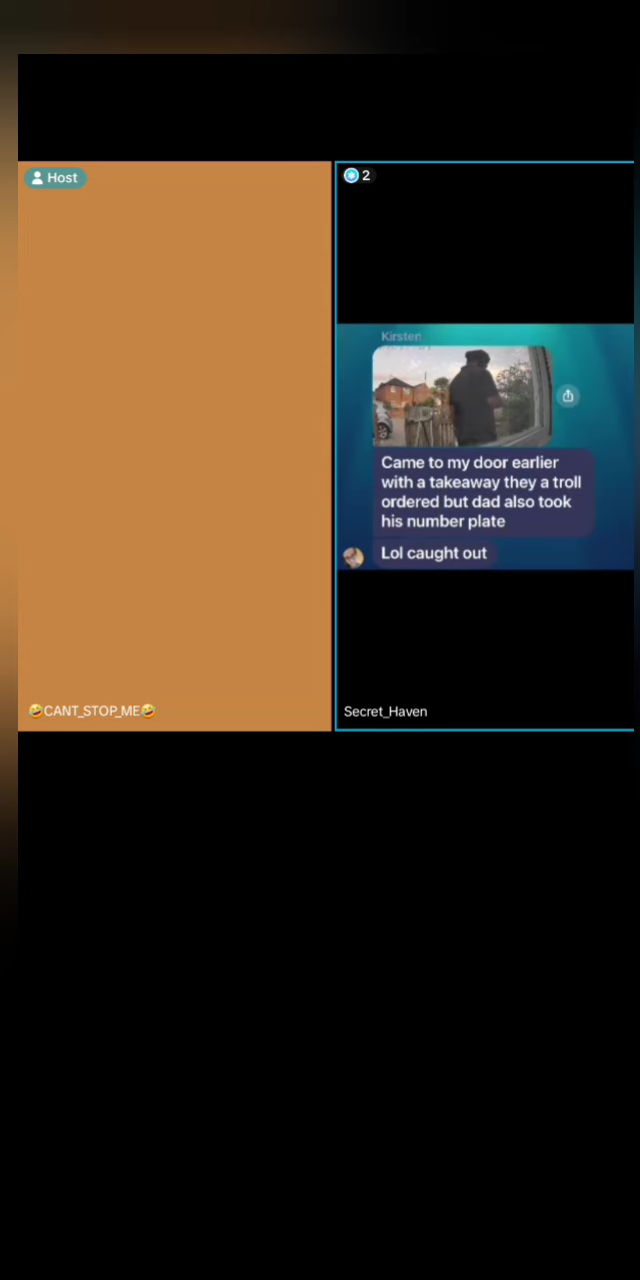 Host
2
Kirsten
Came to my door earlier
with a takeaway they a troll
ordered but dad also took
his number plate
Lol caught out
🤣CANT_STOP_ME🤣
Secret_Haven